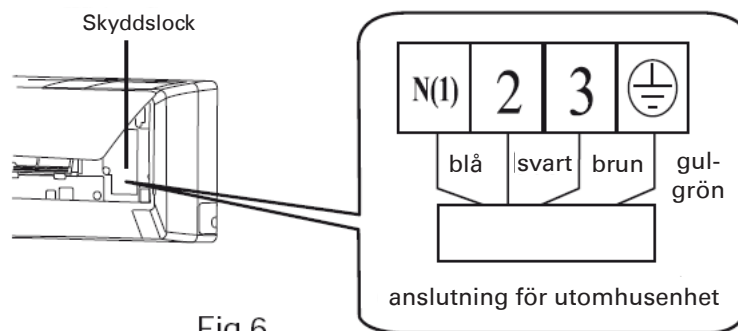 Skyddslock
N(1) 2 3
blå svart brun gul-
grön
anslutning för utomhusenhet
Fig 6